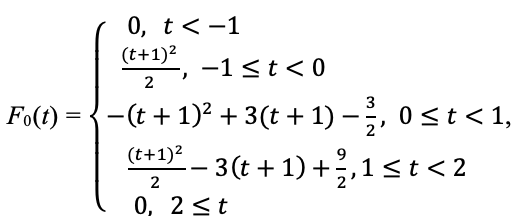 0, t < −1
(t+1)²/2, −1 ≤ t < 0
F₀(t) = { −(t + 1)² + 3(t + 1) − 3/2, 0 ≤ t < 1,
(t+1)²/2 − 3(t + 1) + 9/2, 1 ≤ t < 2
0, 2 ≤ t